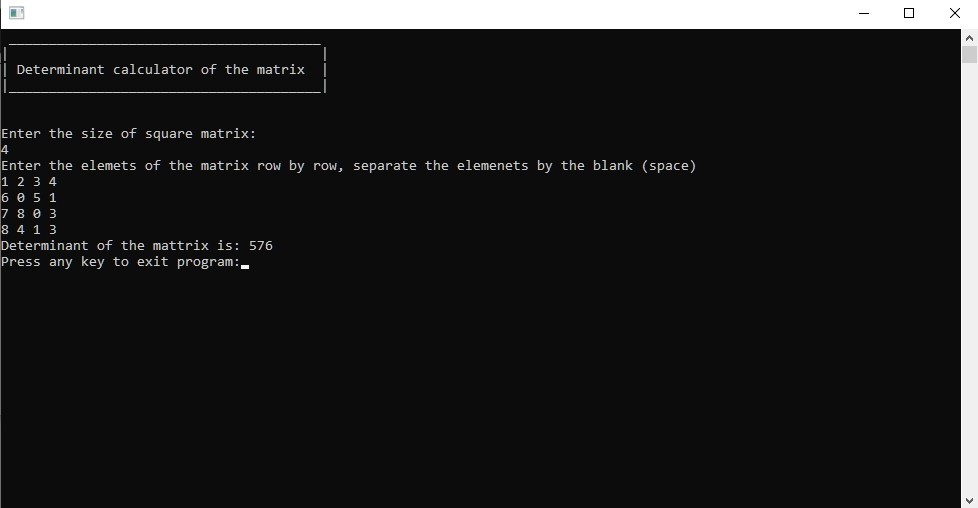 Determinant calculator of the matrix
Enter the size of square matrix:
4
Enter the elemets of the matrix row by row, separate the elemenets by the blank (space)
1 2 3 4
6 0 5 1
7 8 0 3
8 4 1 3
Determinant of the mattrix is: 576
Press any key to exit program: